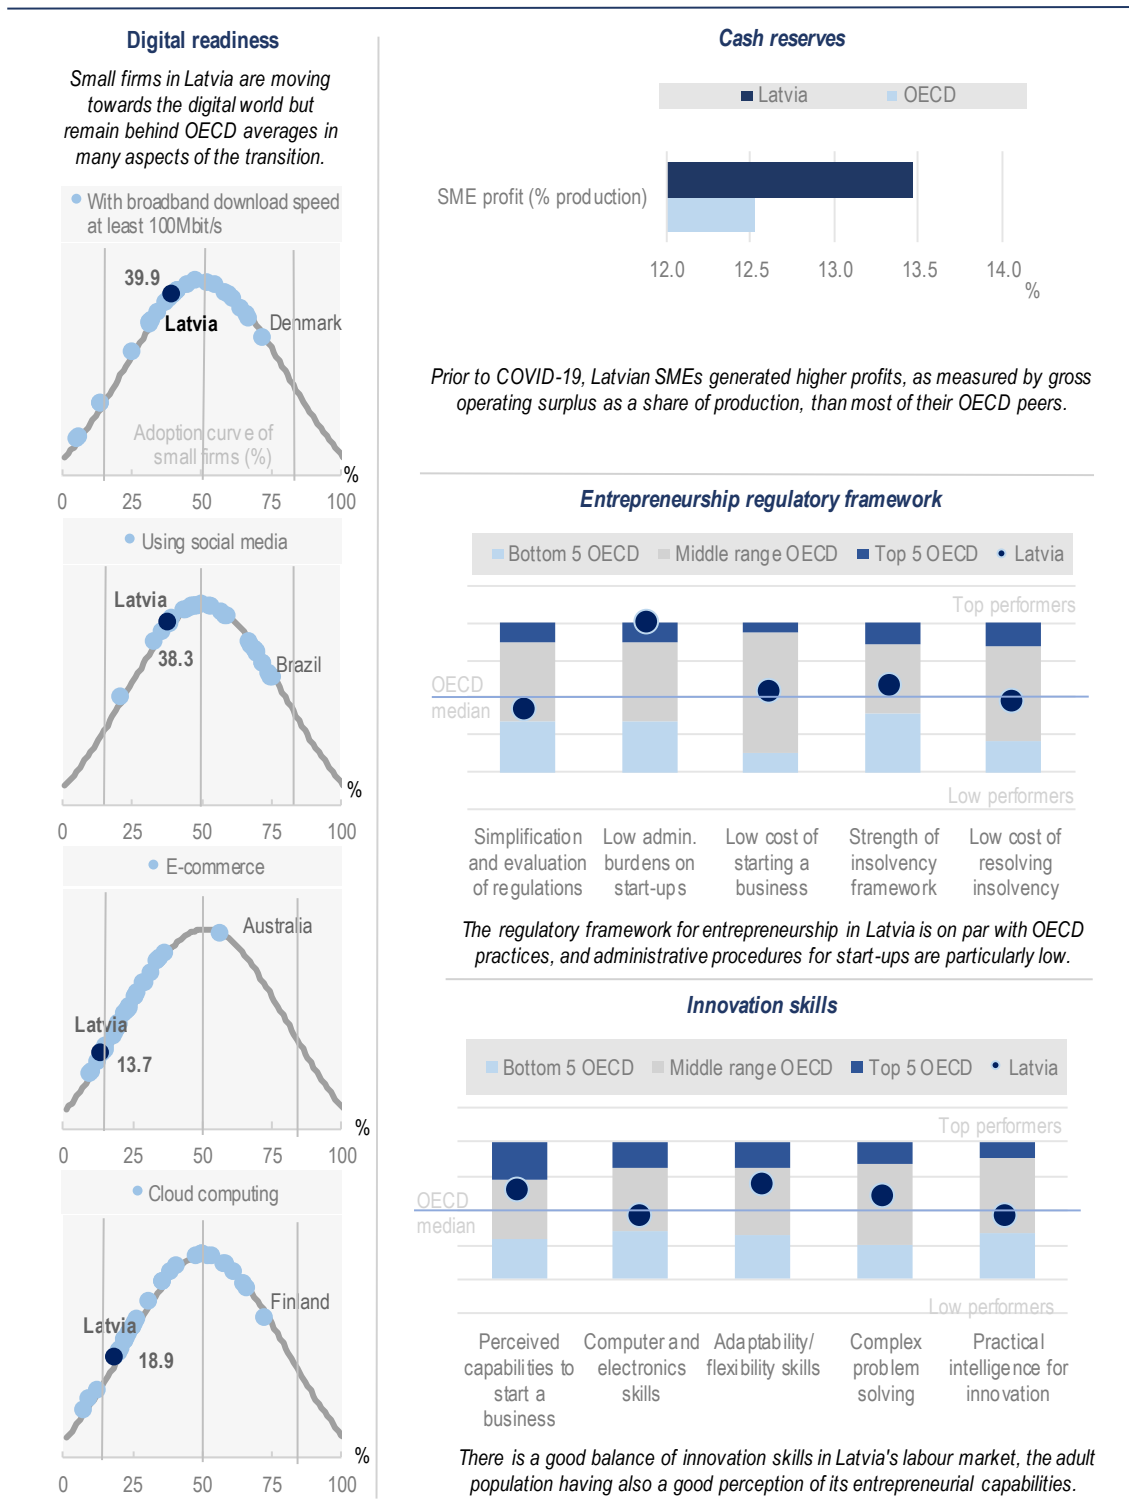 Digital readiness
Small firms in Latvia are moving
towards the digital world but
remain behind OECD averages in
many aspects of the transition.
With broadband download speed
at least 100Mbit/s
39.9
Latvia
Denmark
Adoption curve of
small firms (%)
%
0 25 50 75 100
Using social media
Latvia
38.3
Brazil
%
0 25 50 75 100
E-commerce
Australia
Latvia
13.7
%
0 25 50 75 100
Cloud computing
Finland
Latvia
18.9
%
0 25 50 75 100
Cash reserves
Latvia OECD
SME profit (% production)
12.0 12.5 13.0 13.5 14.0
%
Prior to COVID-19, Latvian SMEs generated higher profits, as measured by gross
operating surplus as a share of production, than most of their OECD peers.
Entrepreneurship regulatory framework
Bottom 5 OECD Middle range OECD Top 5 OECD Latvia
Top performers
OECD
median
Low performers
Simplification
and evaluation
of regulations
Low admin.
burdens on
start-ups
Low cost of
starting a
business
Strength of
insolvency
framework
Low cost of
resolving
insolvency
The regulatory framework for entrepreneurship in Latvia is on par with OECD
practices, and administrative procedures for start-ups are particularly low.
Innovation skills
Bottom 5 OECD Middle range OECD Top 5 OECD Latvia
Top performers
OECD
median
Low performers
Perceived
capabilities to
start a
business
Computer and
electronics
skills
Adaptability/
flexibility skills
Complex
problem
solving
Practical
intelligence for
innovation
There is a good balance of innovation skills in Latvia's labour market, the adult
population having also a good perception of its entrepreneurial capabilities.